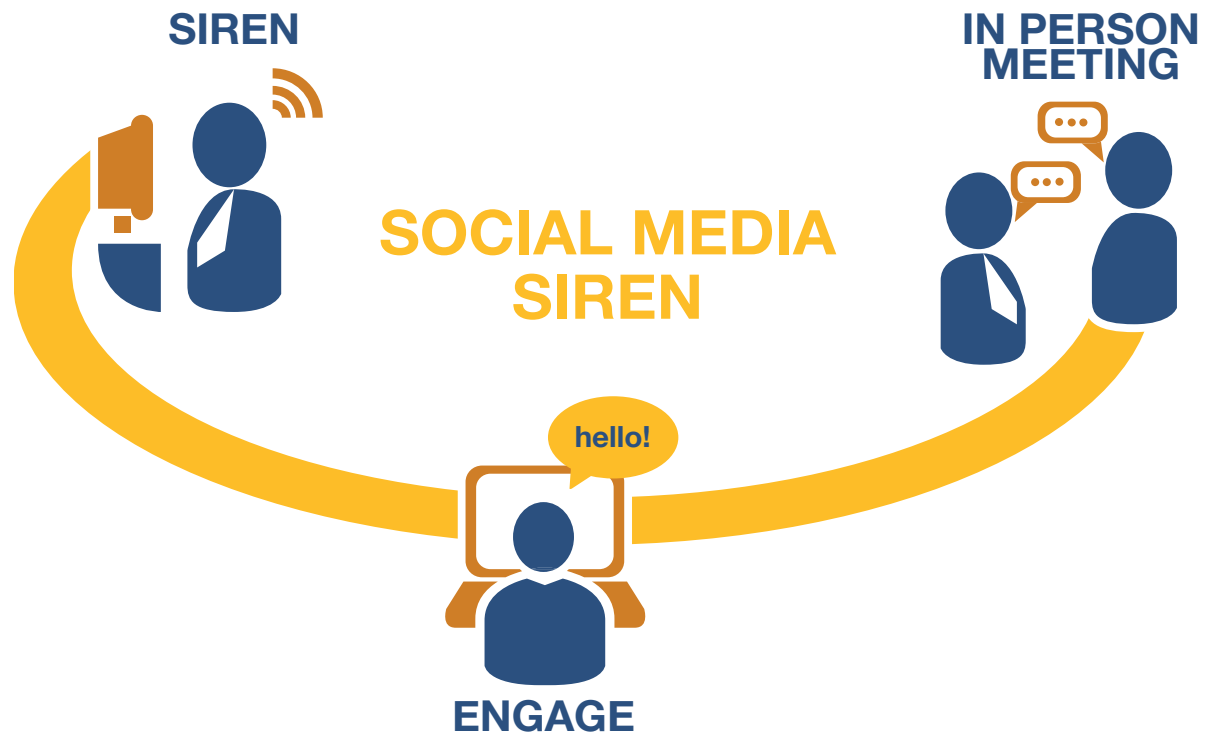 SIREN
IN PERSON
MEETING
SOCIAL MEDIA
SIREN
hello!
ENGAGE